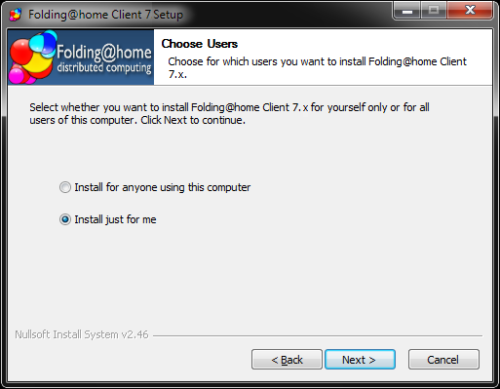 Folding@home Client 7 Setup
Folding@home
distributed computing
Choose Users
Choose for which users you want to install Folding@home Client
7.x.
Select whether you want to install Folding@home Client 7.x for yourself only or for all
users of this computer. Click Next to continue.
Install for anyone using this computer
Install just for me
Nullsoft Install System v2.46
< Back
Next >
Cancel